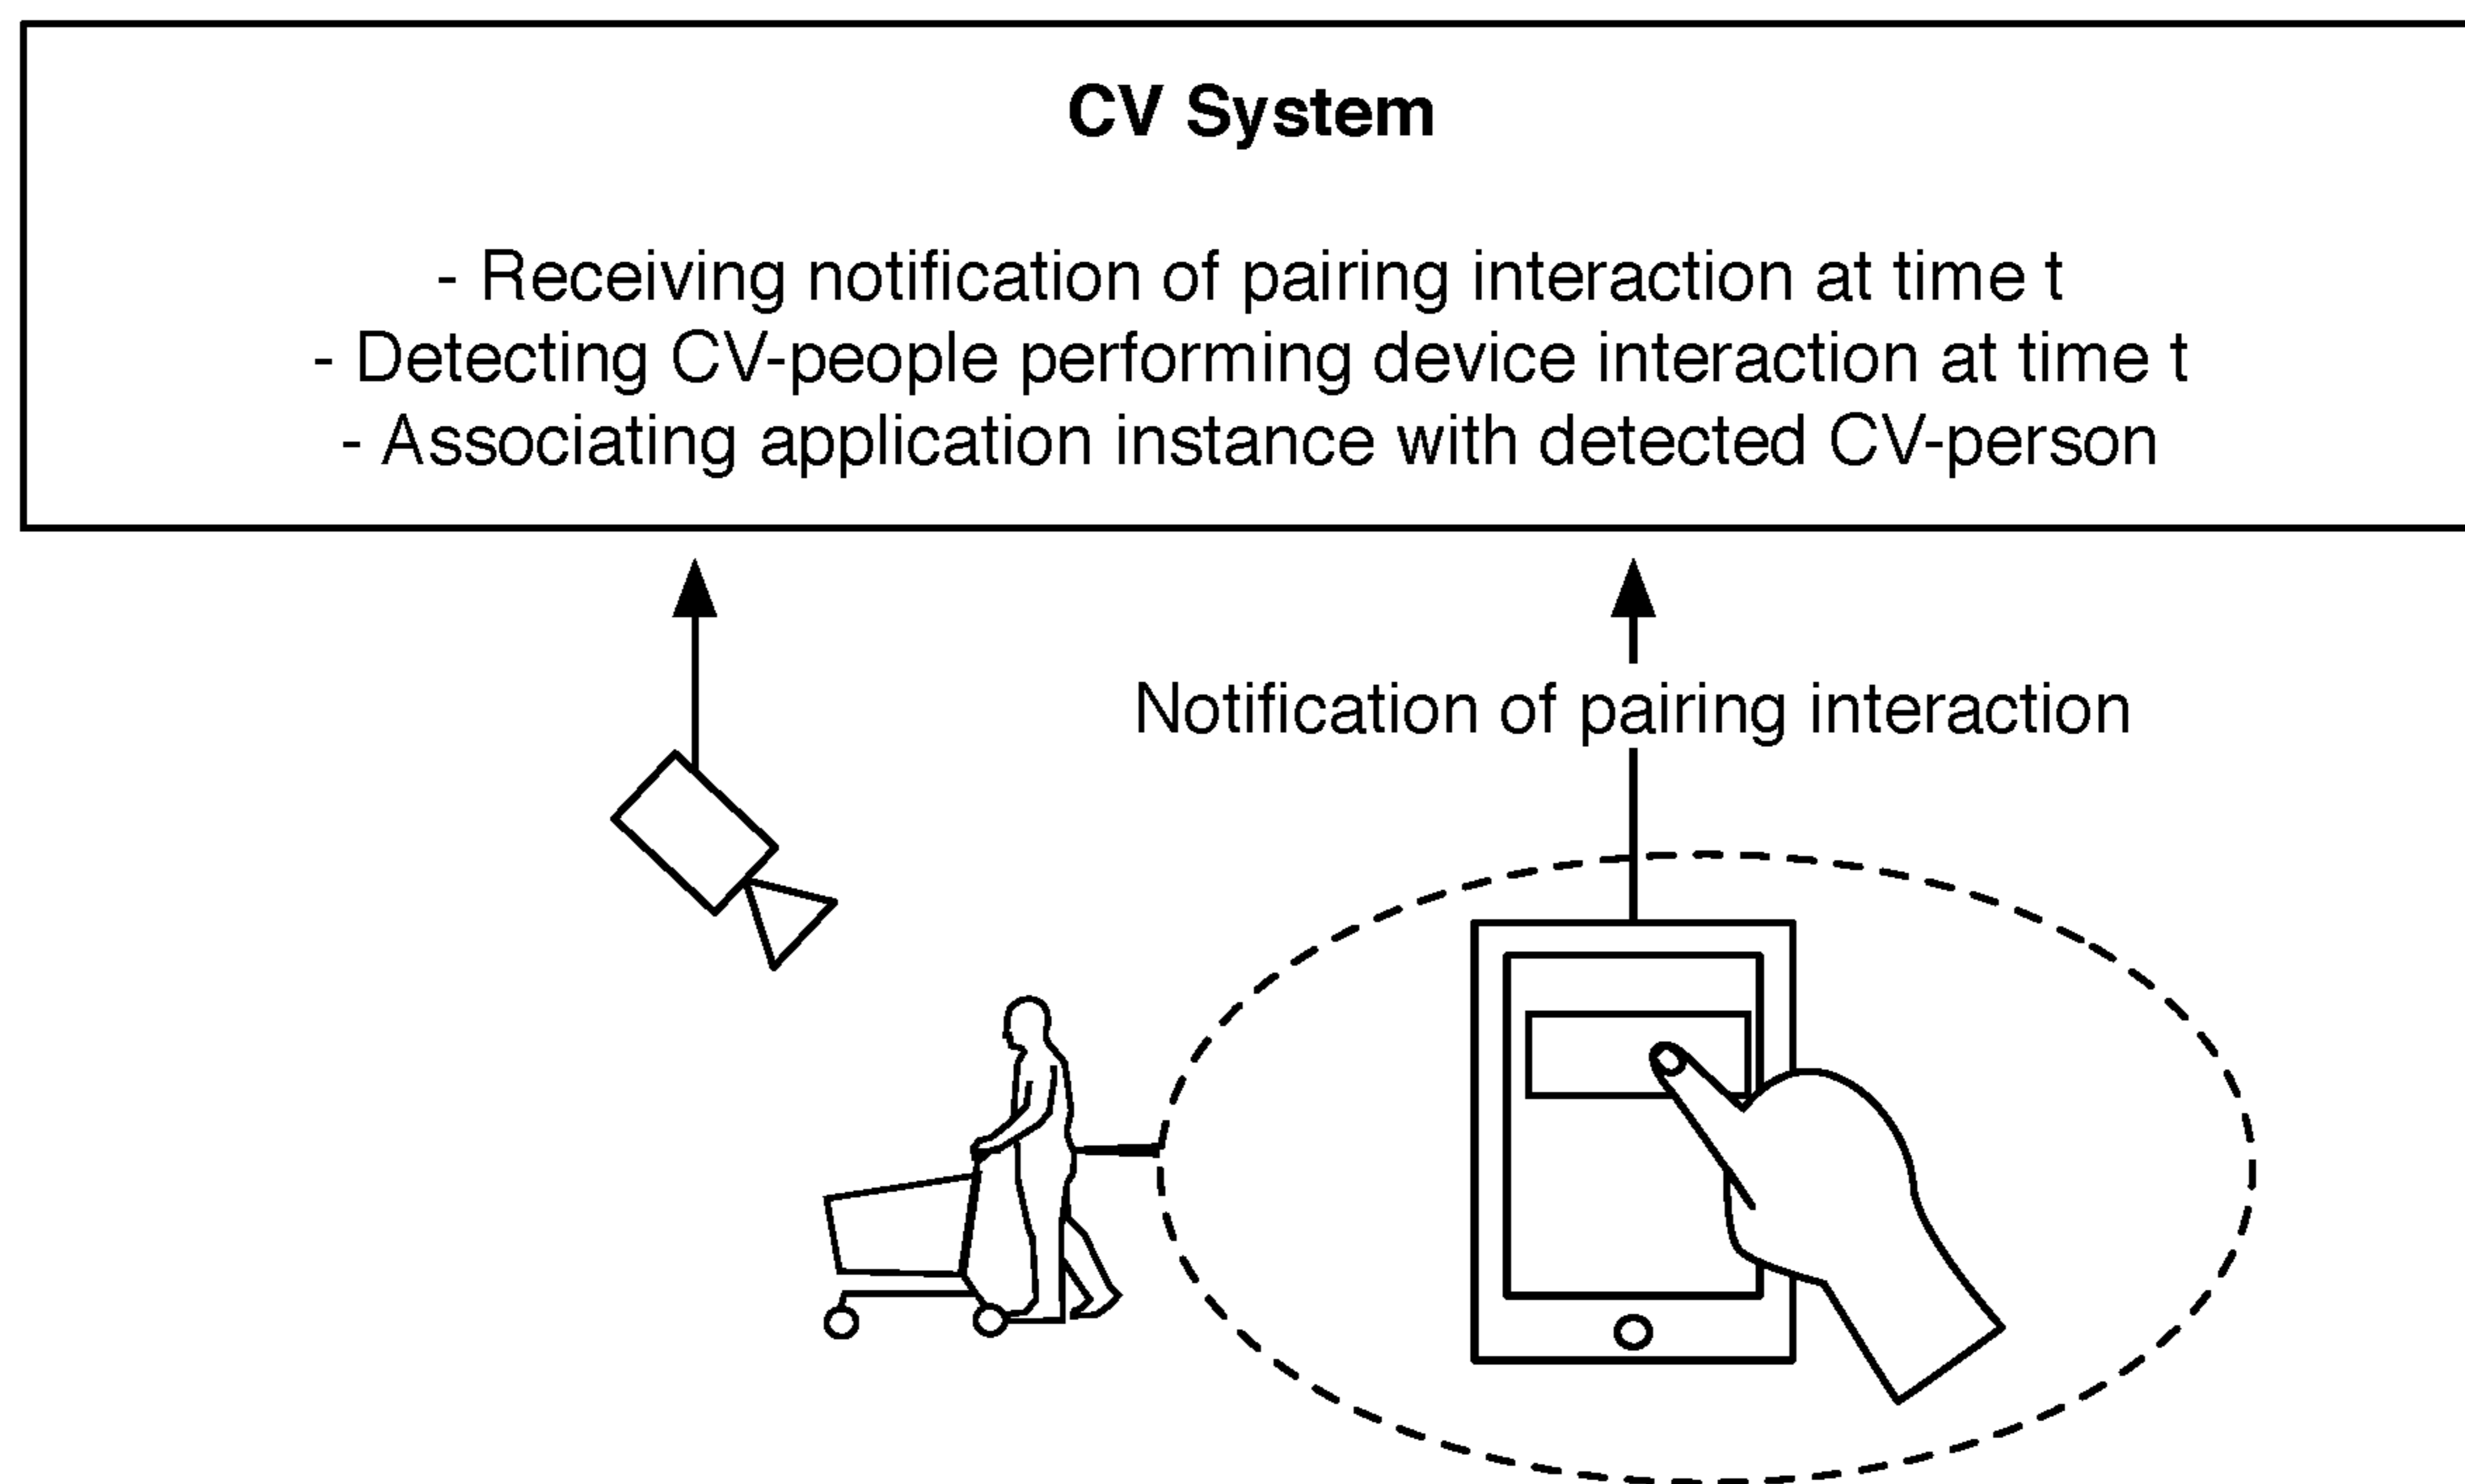 CV System
- Receiving notification of pairing interaction at time t
- Detecting CV-people performing device interaction at time t
- Associating application instance with detected CV-person
Notification of pairing interaction